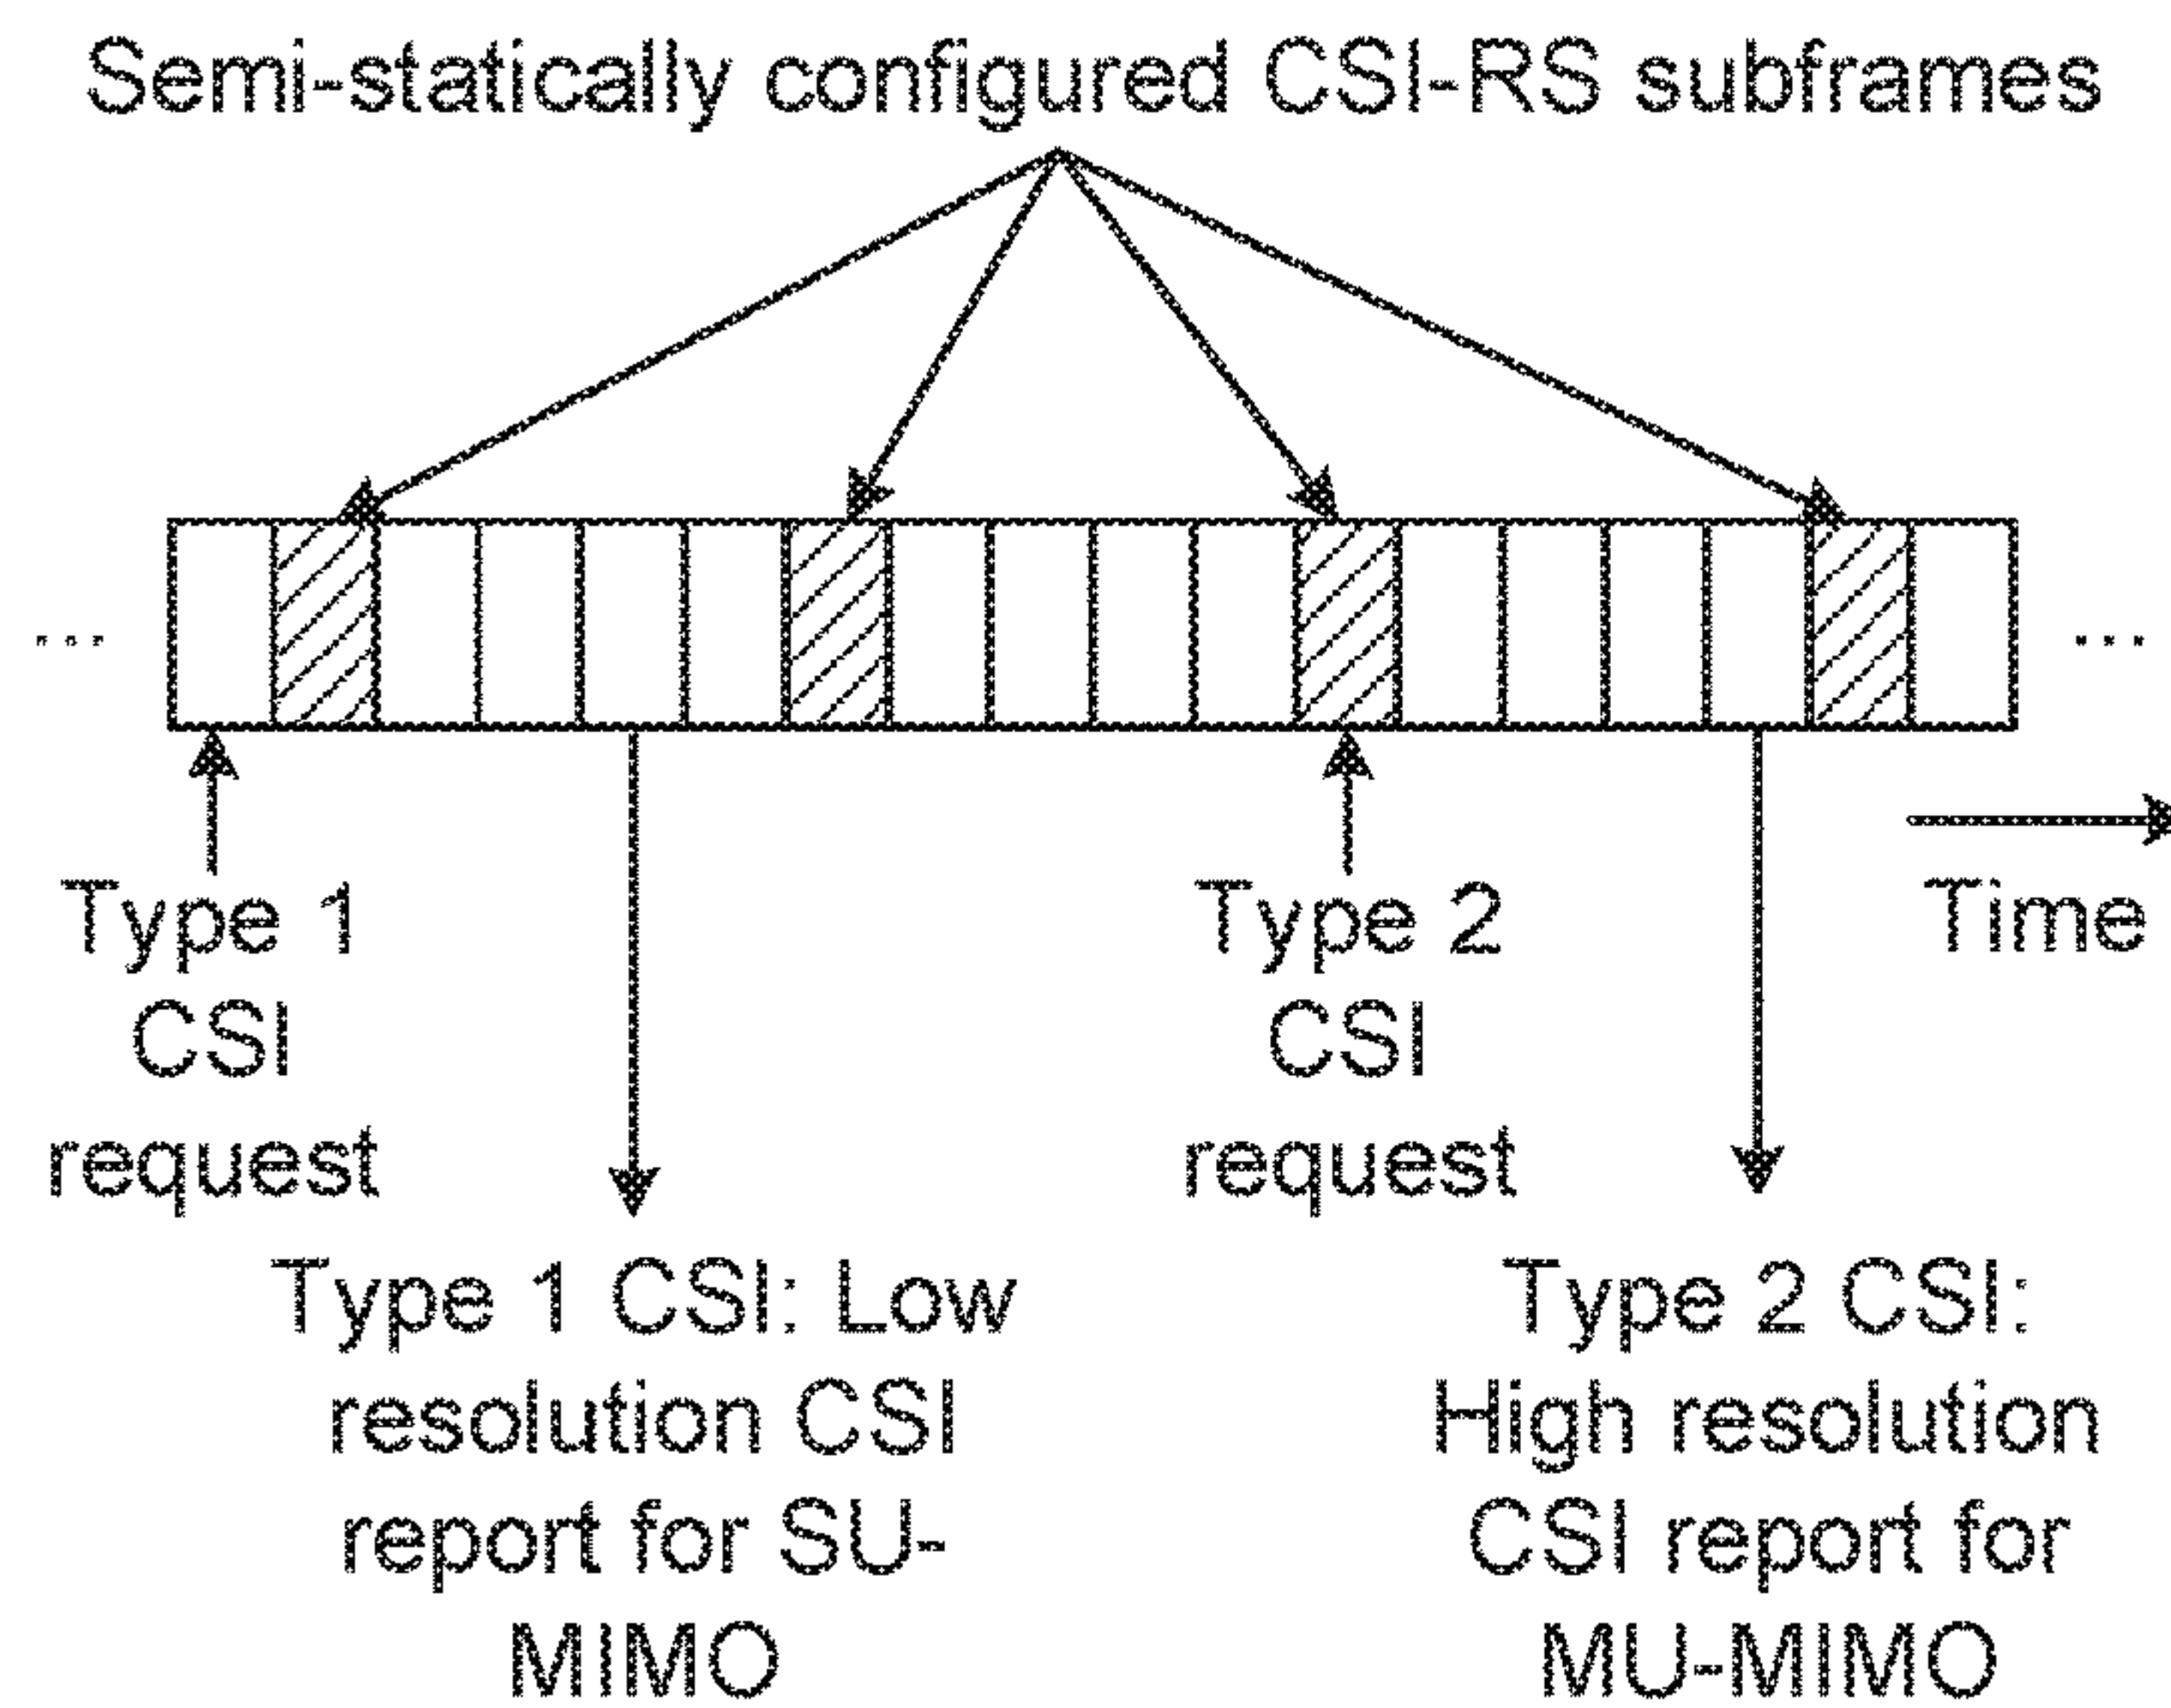 Semi-statically configured CSI-RS subframes
...
...
Type 1
CSI
request
Type 2
CSI
request
Time
Type 1 CSI: Low
resolution CSI
report for SU-
MIMO
Type 2 CSI:
High resolution
CSI report for
MU-MIMO